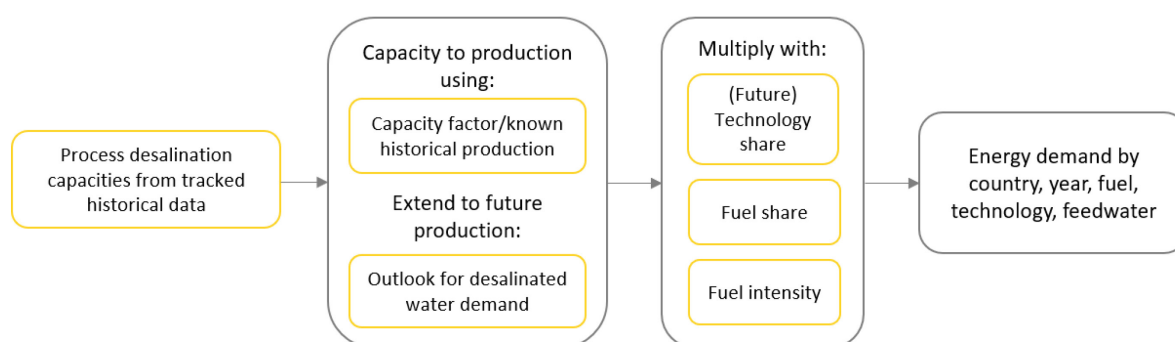 Process desalination
capacities from tracked
historical data
Capacity to production
using:
Capacity factor/known
historical production
Extend to future
production:
Outlook for desalinated
water demand
Multiply with:
(Future)
Technology
share
Fuel share
Fuel intensity
Energy demand by
country, year, fuel,
technology, feedwater